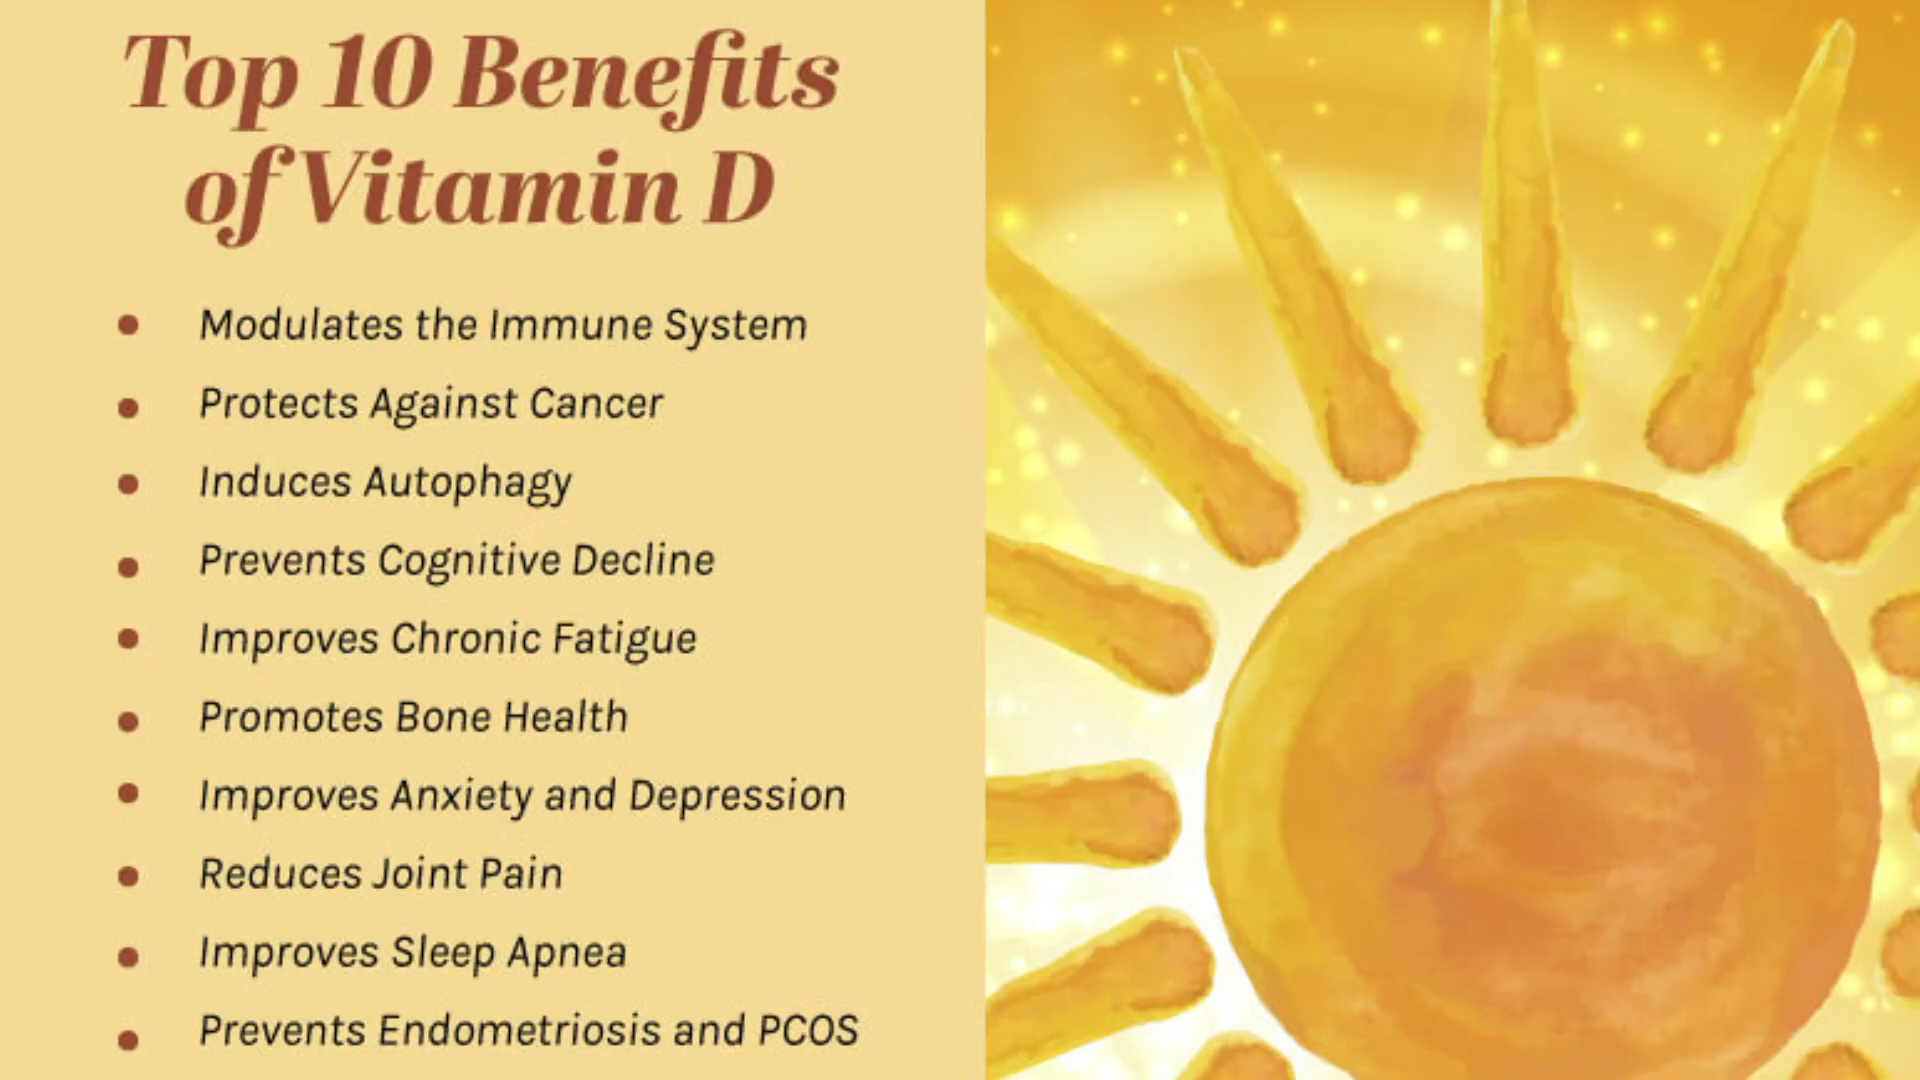 Top 10 Benefits
of Vitamin D
Modulates the Immune System
Protects Against Cancer
Induces Autophagy
Prevents Cognitive Decline
Improves Chronic Fatigue
Promotes Bone Health
Improves Anxiety and Depression
Reduces Joint Pain
Improves Sleep Apnea
Prevents Endometriosis and PCOS